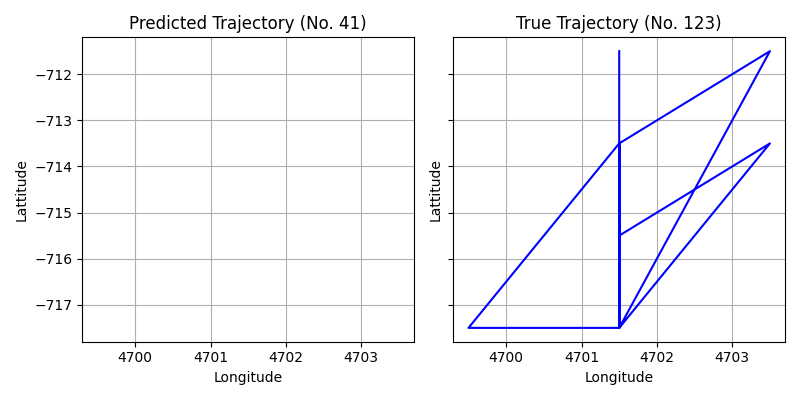 Predicted Trajectory (No. 41)
−712
−713
−714
−715
−716
−717
Lattitude
4700
4701
4702
4703
Longitude
True Trajectory (No. 123)
Lattitude
4700
4701
4702
4703
Longitude